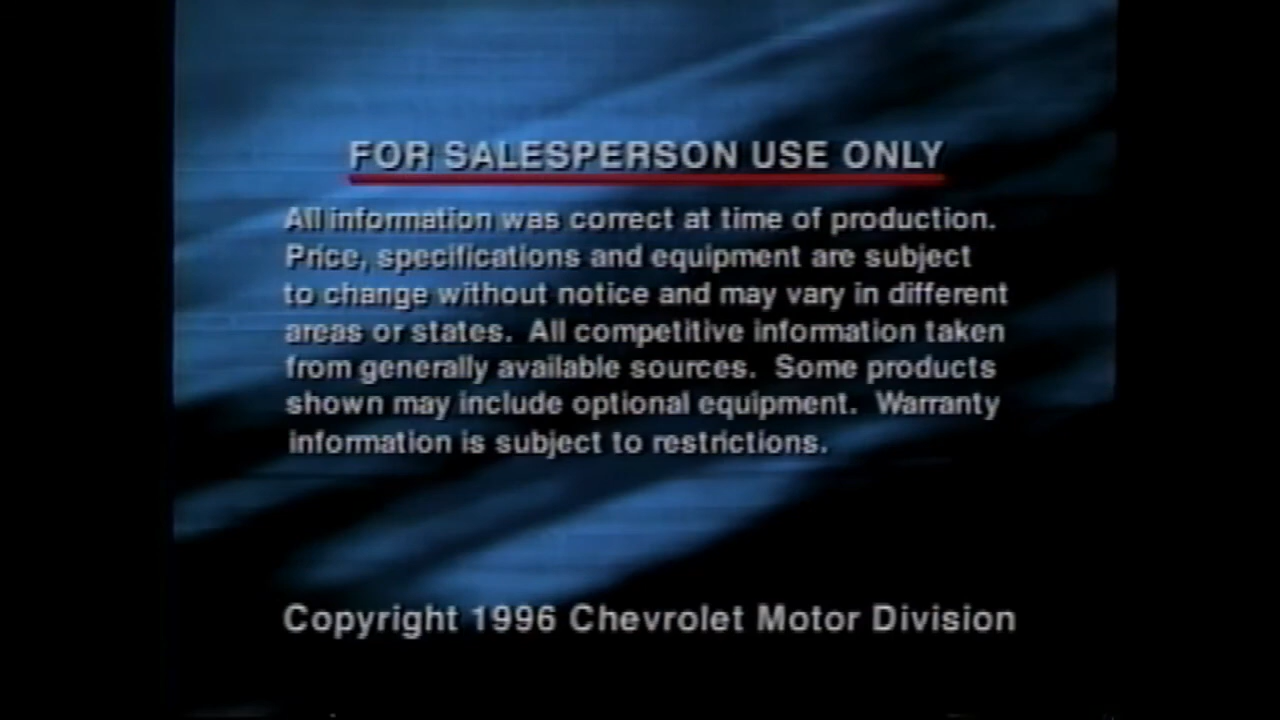 FOR SALESPERSON USE ONLY
All information was correct at time of production.
Price, specifications and equipment are subject
to change without notice and may vary in different
areas or states. All competitive information taken
from generally available sources. Some products
shown may include optional equipment. Warranty
information is subject to restrictions.
Copyright 1996 Chevrolet Motor Division